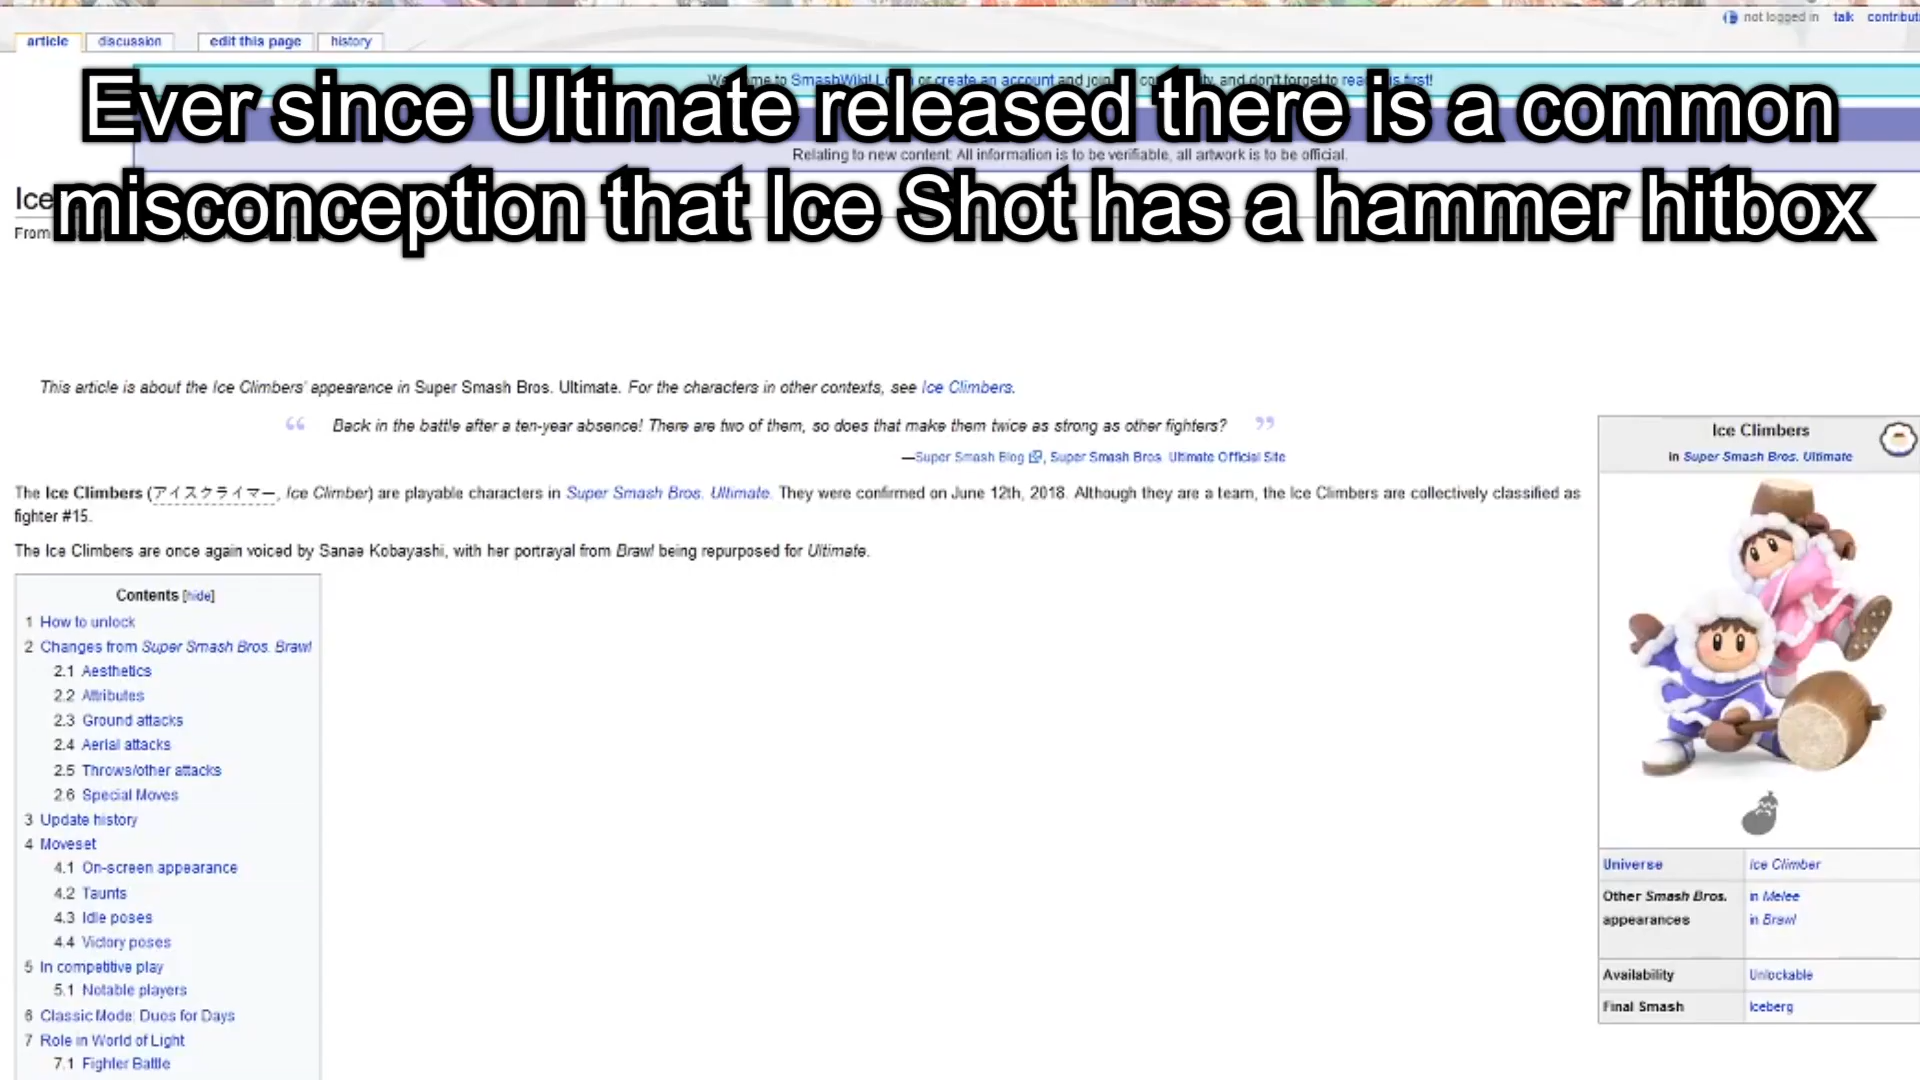 not logged in talk
article discussion edit this page history
Ever since Ultimate released there is a common
misconception that Ice Shot has a hammer hitbox
Relating to new content: All information is to be verifiable, all artwork is to be official.
This article is about the Ice Climbers' appearance in Super Smash Bros. Ultimate. For the characters in other contexts, see Ice Climbers.
“ Back in the battle after a ten-year absence! There are two of them, so does that make them twice as strong as other fighters? ”
—Super Smash Blog, Super Smash Bros. Ultimate Official Site
The Ice Climbers (アイスクライマー, Ice Climber) are playable characters in Super Smash Bros. Ultimate. They were confirmed on June 12th, 2018. Although they are a team, the Ice Climbers are collectively classified as
fighter #15.
The Ice Climbers are once again voiced by Sanae Kobayashi, with her portrayal from Brawl being repurposed for Ultimate.
Contents [hide]
1 How to unlock
2 Changes from Super Smash Bros. Brawl
2.1 Aesthetics
2.2 Attributes
2.3 Ground attacks
2.4 Aerial attacks
2.5 Throws/other attacks
2.6 Special Moves
3 Update history
4 Moveset
4.1 On-screen appearance
4.2 Taunts
4.3 Idle poses
4.4 Victory poses
5 In competitive play
5.1 Notable players
6 Classic Mode: Duos for Days
7 Role in World of Light
7.1 Fighter Battle
Ice Climbers
in Super Smash Bros. Ultimate
Universe Ice Climber
Other Smash Bros. in Melee
appearances in Brawl
Availability Unlockable
Final Smash Iceberg